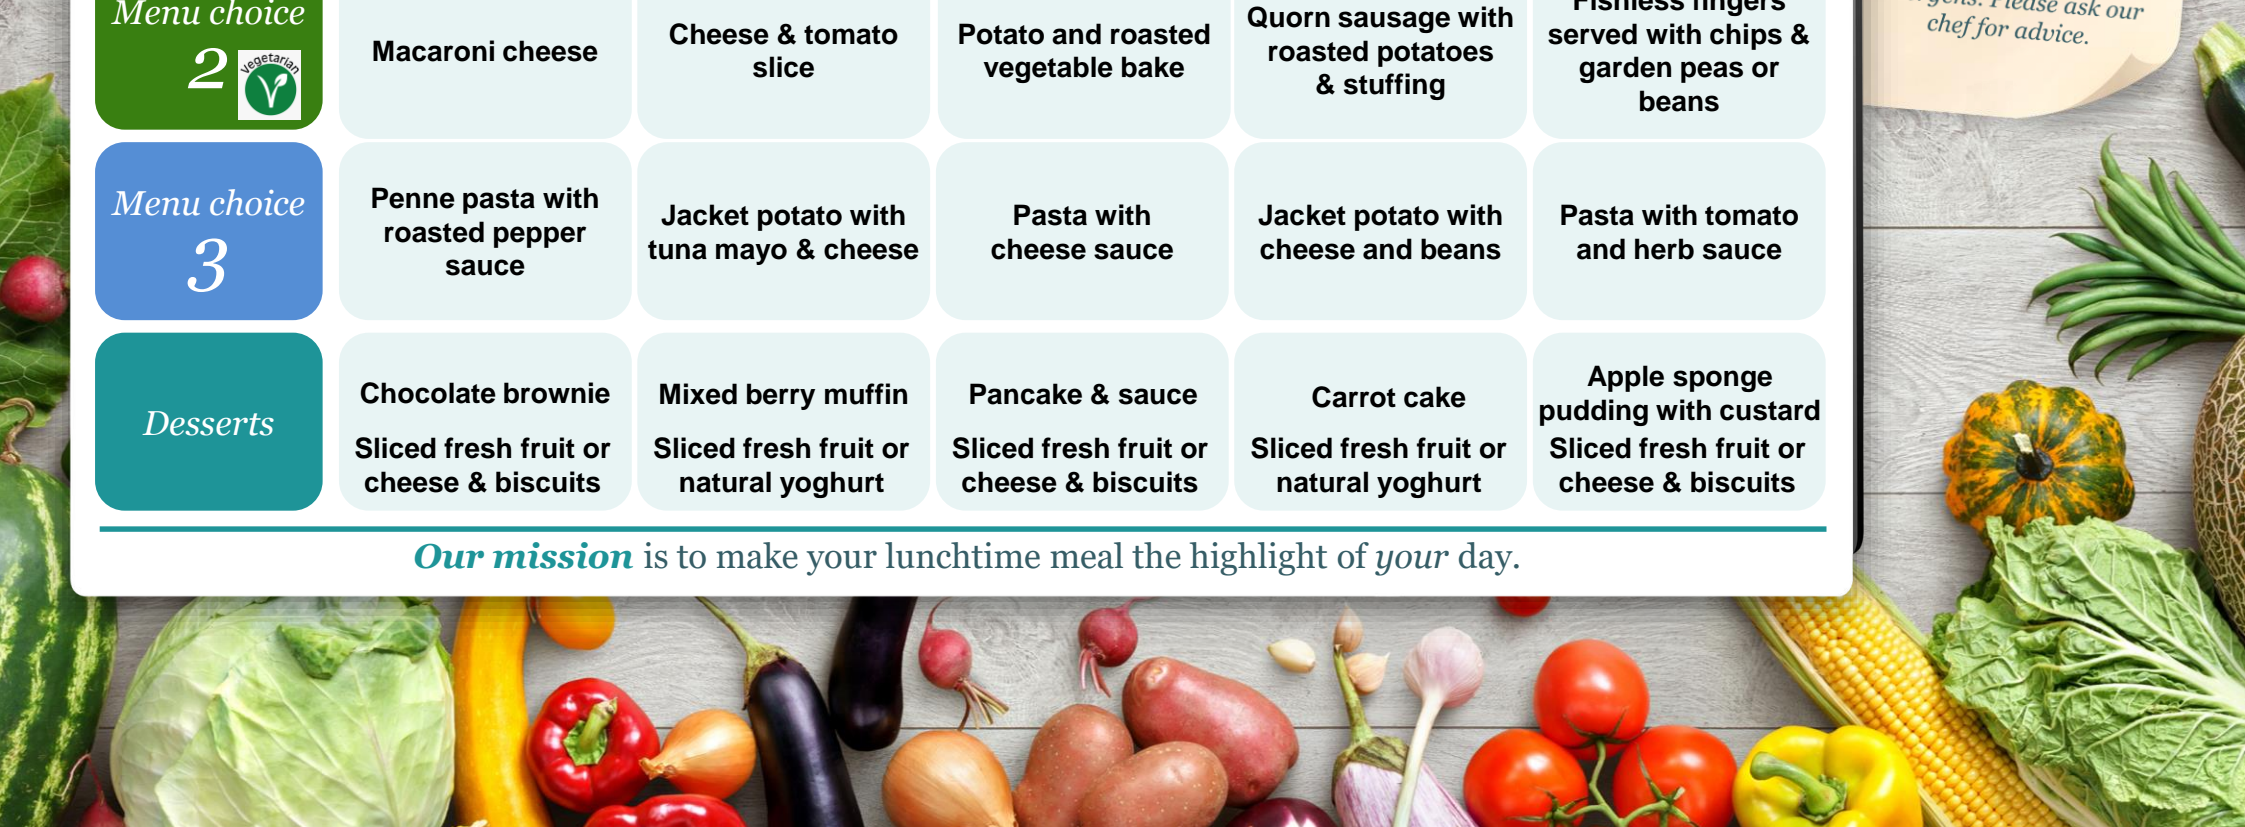 Menu choice
2
Vegetarian
Macaroni cheese
Cheese & tomato
slice
Potato and roasted
vegetable bake
Quorn sausage with
roasted potatoes
& stuffing
Fishless fingers
served with chips &
garden peas or
beans
Menu choice
3
Penne pasta with
roasted pepper
sauce
Jacket potato with
tuna mayo & cheese
Pasta with
cheese sauce
Jacket potato with
cheese and beans
Pasta with tomato
and herb sauce
Desserts
Chocolate brownie
Sliced fresh fruit or
cheese & biscuits
Mixed berry muffin
Sliced fresh fruit or
natural yoghurt
Pancake & sauce
Sliced fresh fruit or
cheese & biscuits
Carrot cake
Sliced fresh fruit or
natural yoghurt
Apple sponge
pudding with custard
Sliced fresh fruit or
cheese & biscuits
Our mission is to make your lunchtime meal the highlight of your day.
Please ask our
chef for advice.